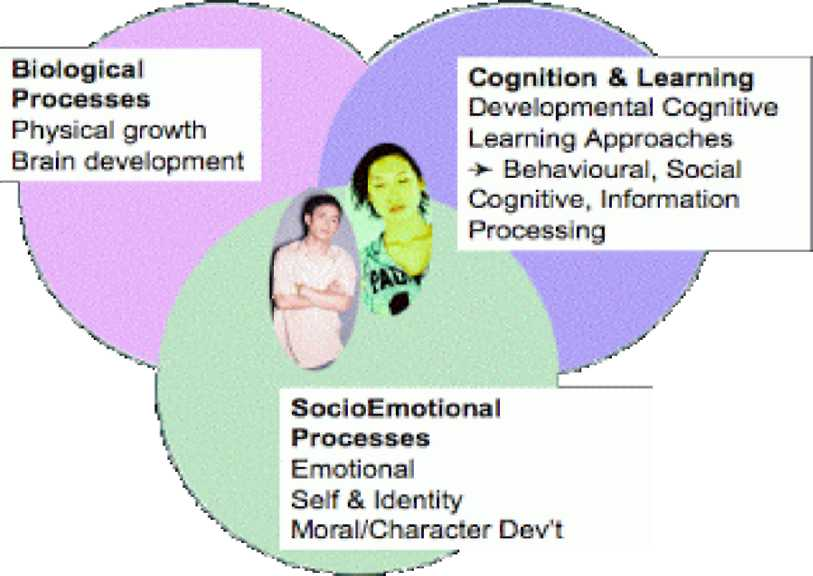 Biological
Processes
Physical growth
Brain development
Cognition & Learning
Developmental Cognitive
Learning Approaches
➛ Behavioural, Social
Cognitive, Information
Processing
SocioEmotional
Processes
Emotional
Self & Identity
Moral/Character Dev't